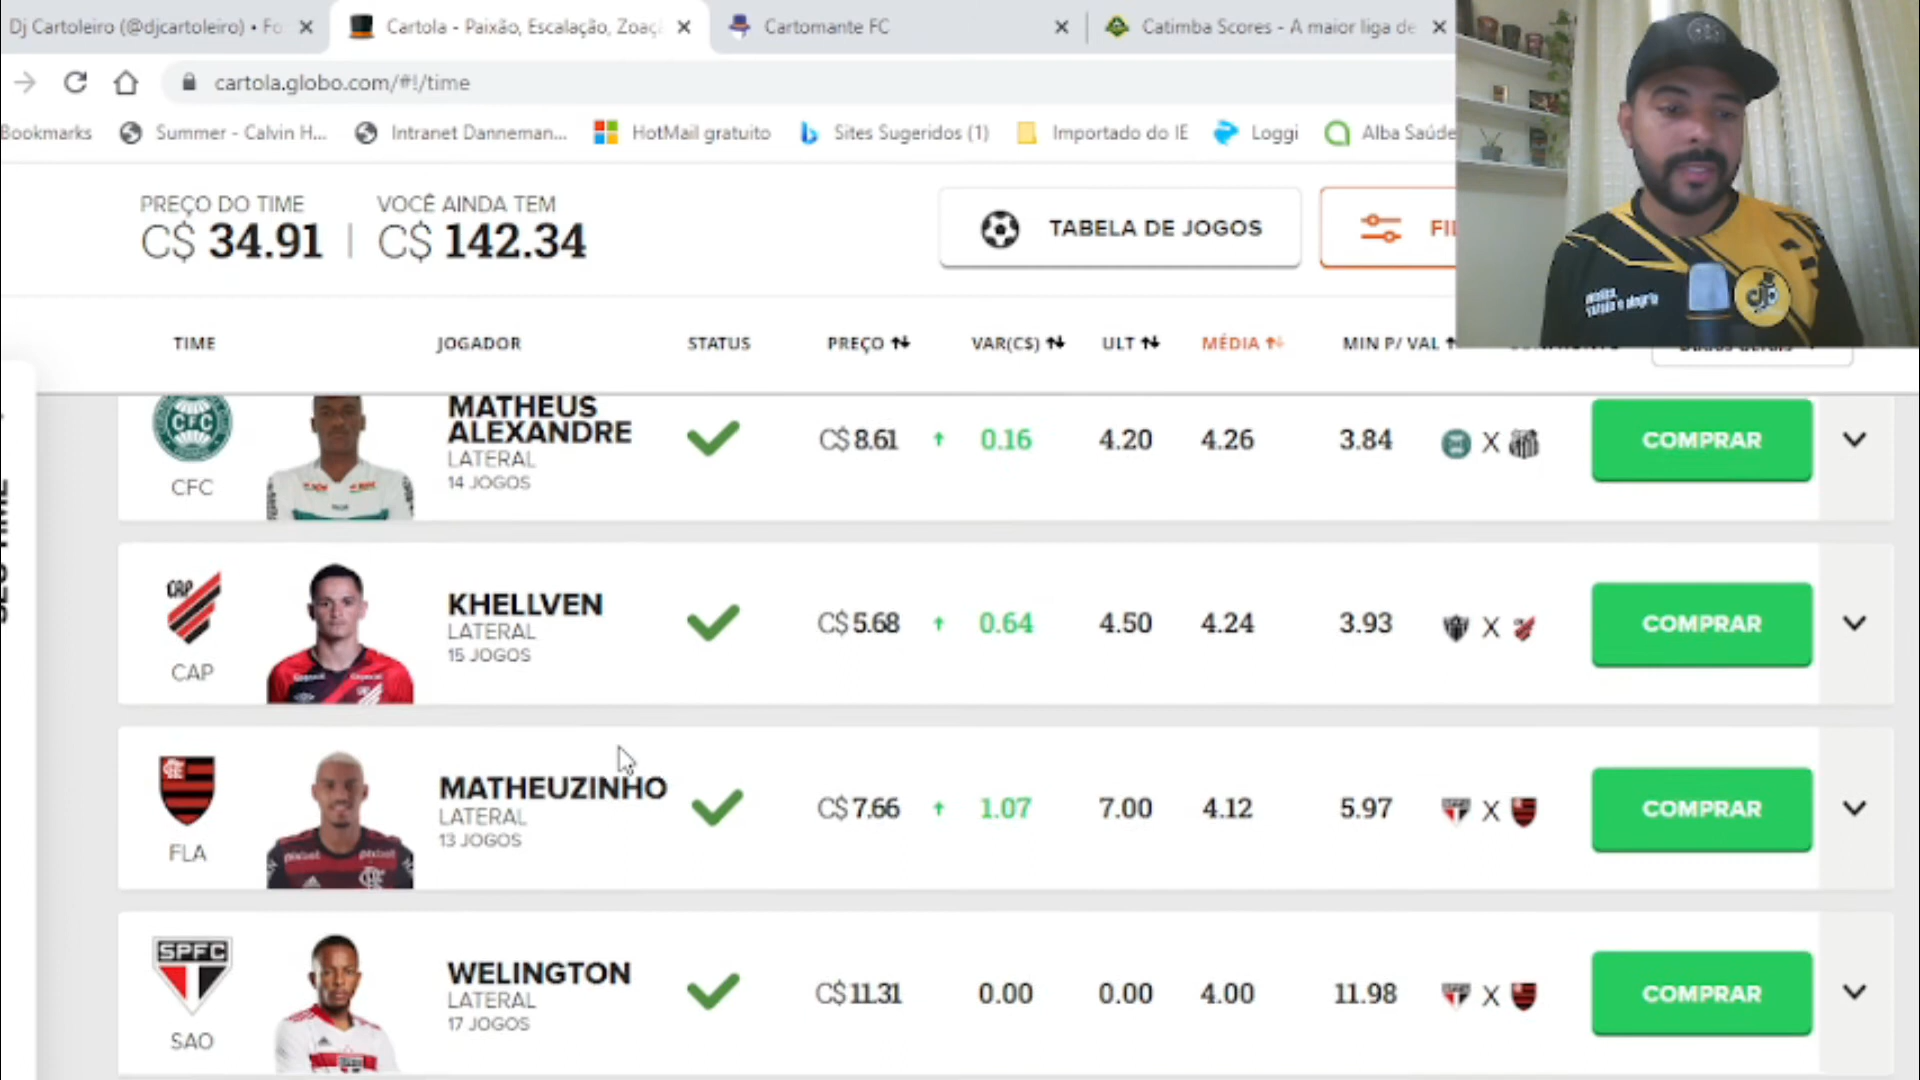 Dj Cartoleiro (@djcartoleiro) • Fo
Cartola - Paixão, Escalação, Zoaç
Cartomante FC
Catimba Scores - A maior liga de
cartola.globo.com/#!/time
Bookmarks
Summer - Calvin H...
Intranet Danneman...
HotMail gratuito
Sites Sugeridos (1)
Importado do IE
Loggi
Alba Saúde
PREÇO DO TIME
C$ 34.91
VOCÊ AINDA TEM
C$ 142.34
TABELA DE JOGOS
FIL
TIME JOGADOR STATUS PREÇO VAR(C$) ULT MÉDIA MIN P/ VAL
CFC
MATHEUS
ALEXANDRE
LATERAL
14 JOGOS
C$ 8.61 0.16 4.20 4.26 3.84 X COMPRAR
CFC
CAP
KHELLVEN
LATERAL
15 JOGOS
C$ 5.68 0.64 4.50 4.24 3.93 X COMPRAR
CAP
MATHEUZINHO
LATERAL
13 JOGOS
C$ 7.66 1.07 7.00 4.12 5.97 X COMPRAR
FLA
SPFC
WELINGTON
LATERAL
17 JOGOS
C$ 11.31 0.00 0.00 4.00 11.98 X COMPRAR
SAO